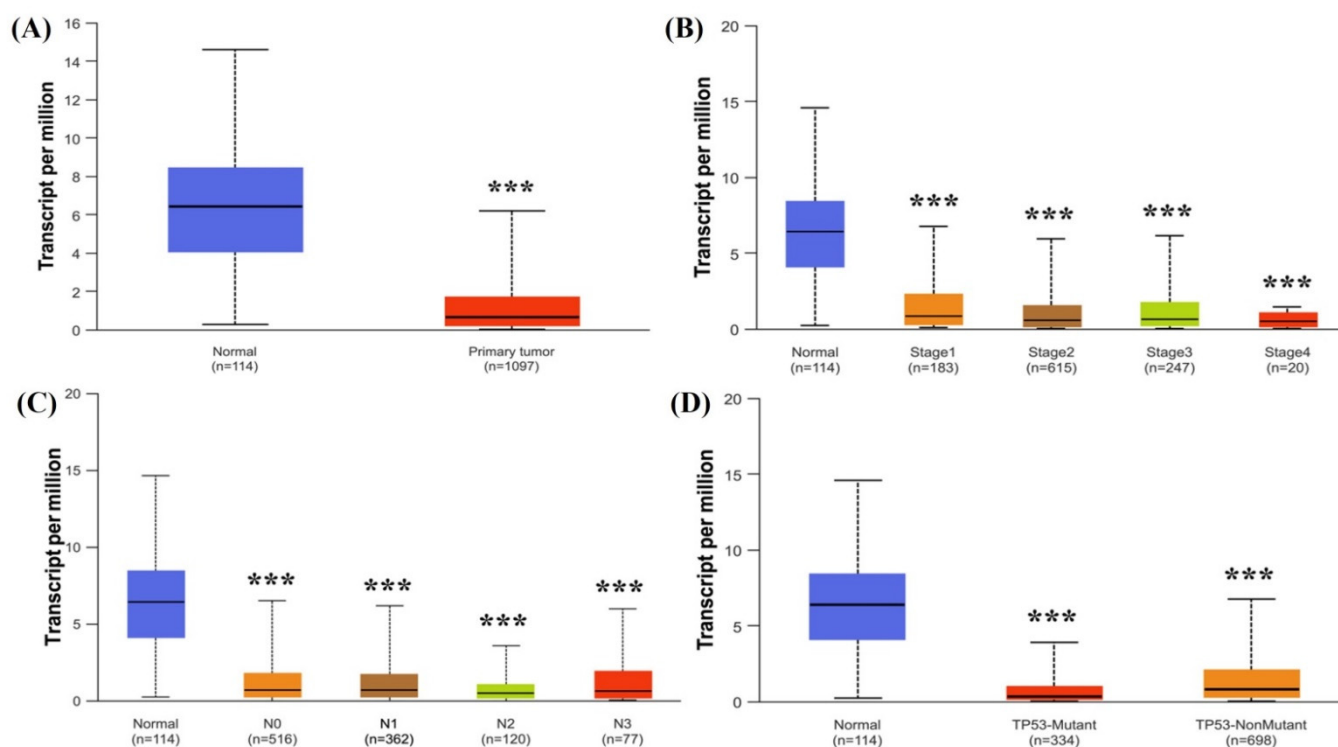 (A)
Transcript per million
16
14
12
10
8
6
4
2
0
***
Normal
(n=114)
Primary tumor
(n=1097)
(B)
Transcript per million
20
15
10
5
0
***
***
***
***
Normal
(n=114)
Stage1
(n=183)
Stage2
(n=615)
Stage3
(n=247)
Stage4
(n=20)
(C)
Transcript per million
20
15
10
5
0
***
***
***
***
Normal
(n=114)
N0
(n=516)
N1
(n=362)
N2
(n=120)
N3
(n=77)
(D)
Transcript per million
20
15
10
5
0
***
***
Normal
(n=114)
TP53-Mutant
(n=334)
TP53-NonMutant
(n=698)